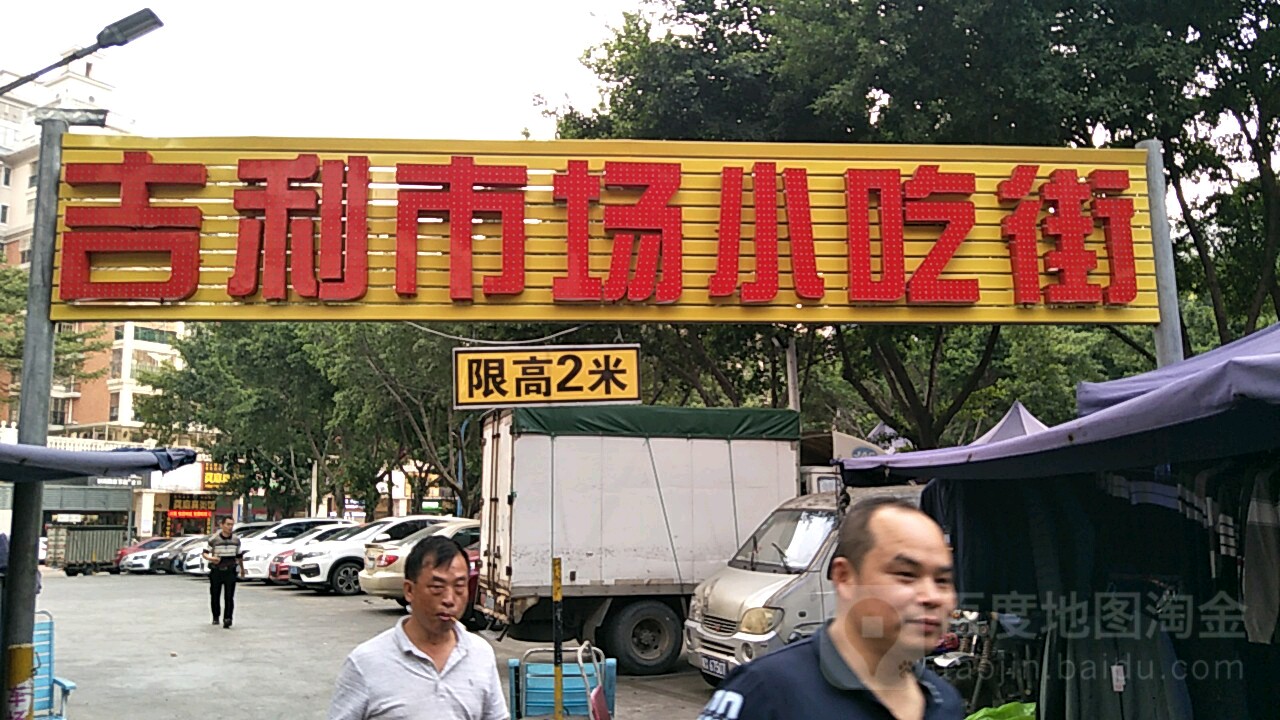 吉利市场小吃街
限高2米
百度地图淘金
taojin.baidu.com